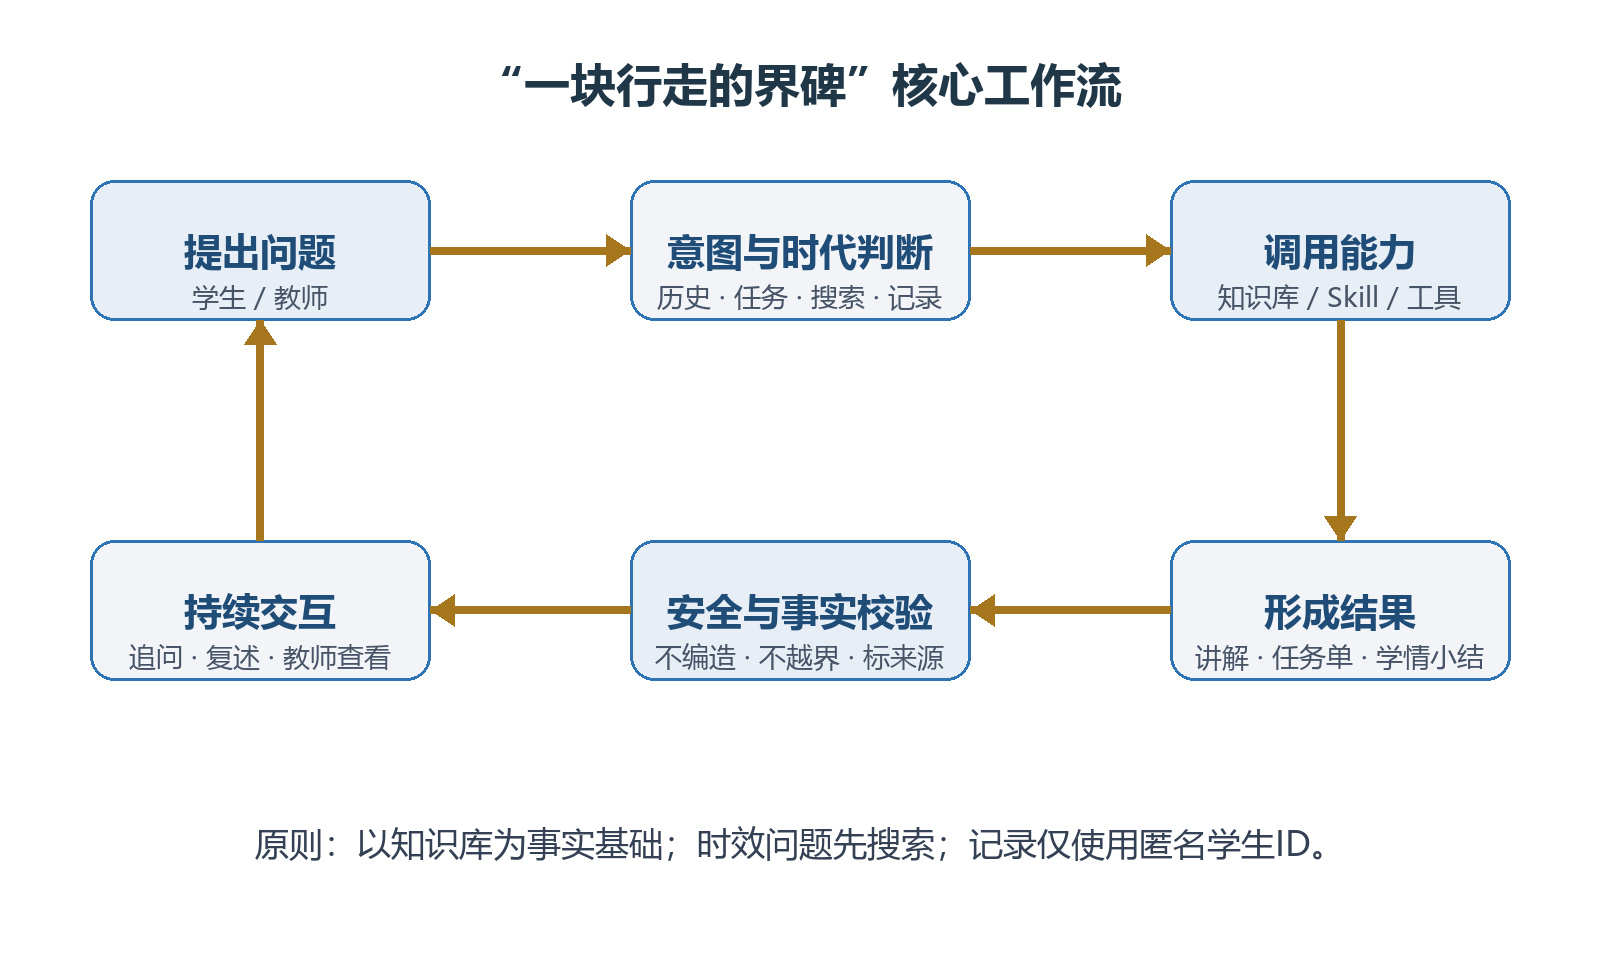 “一块行走的界碑”核心工作流
提出问题
学生 / 教师
意图与时代判断
历史 · 任务 · 搜索 · 记录
调用能力
知识库 / Skill / 工具
持续交互
追问 · 复述 · 教师查看
安全与事实校验
不编造 · 不越界 · 标来源
形成结果
讲解 · 任务单 · 学情小结
原则：以知识库为事实基础；时效问题先搜索；记录仅使用匿名学生ID。